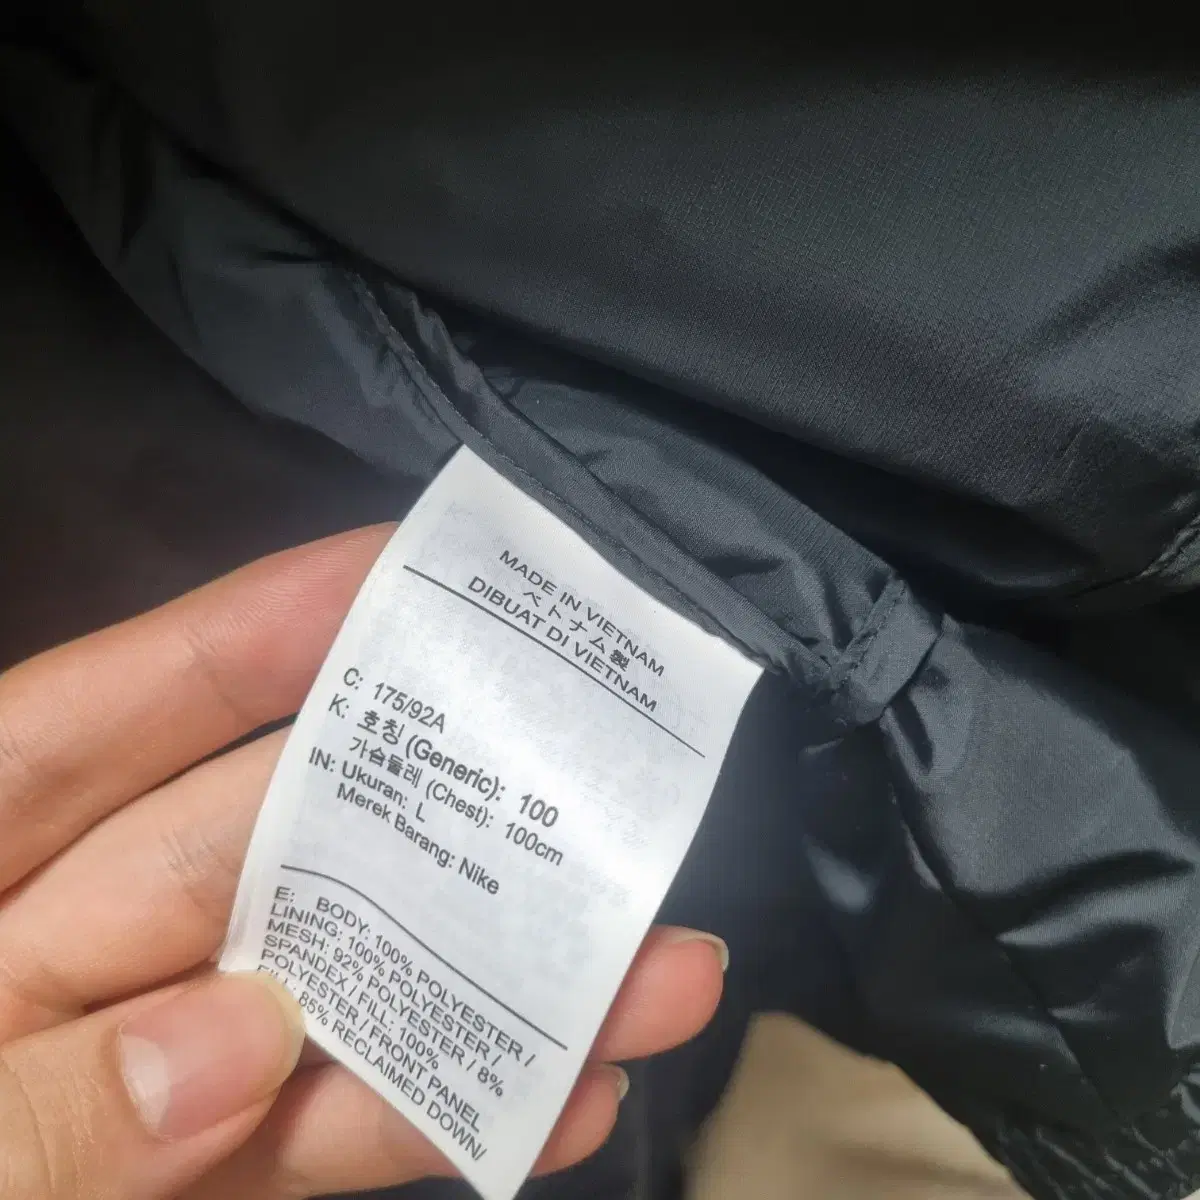 MADE IN VIETNAM
ベトナム製
DIBUAT DI VIETNAM
C: 175/92A
K: 호칭 (Generic): 100
가슴둘레 (Chest): 100cm
IN: Ukuran: L
Merek Barang: Nike
E: BODY: 100% POLYESTER /
LINING: 100% POLYESTER /
MESH: 92% POLYESTER / 8%
SPANDEX / FILL: 100%
POLYESTER / FRONT PANEL
FILL: 85% RECLAIMED DOWN/